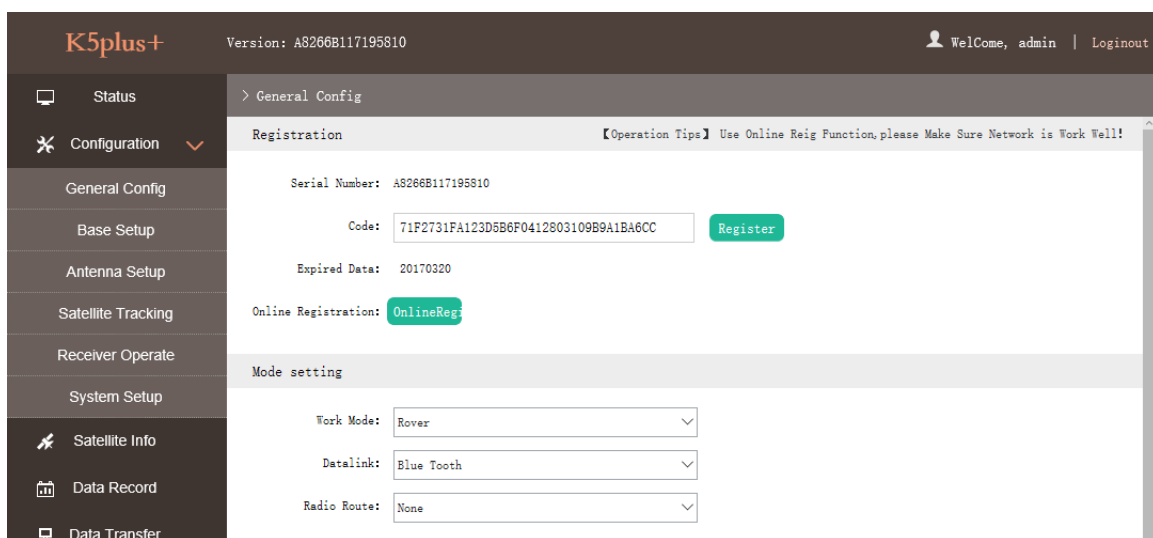 K5plus+
Version: A8266B117195810
WelCome, admin | Loginout
Status
Configuration
General Config
Base Setup
Antenna Setup
Satellite Tracking
Receiver Operate
System Setup
Satellite Info
Data Record
Data Transfer
> General Config
Registration 【Operation Tips】 Use Online Reig Function,please Make Sure Network is Work Well!
Serial Number: A8266B117195810
Code: 71F2731FA123D5B6F0412803109B9A1BA6CC Register
Expired Data: 20170320
Online Registration: OnlineRegi
Mode setting
Work Mode: Rover
Datalink: Blue Tooth
Radio Route: None